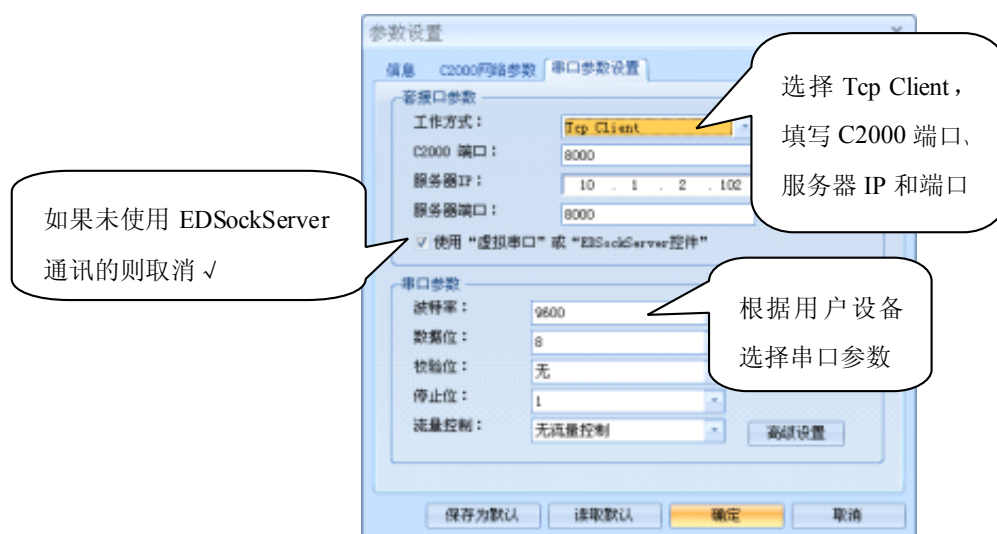 参数设置
信息 C2000网络参数 串口参数设置
套接口参数
工作方式： Tcp Client
C2000 端口： 8000
服务器IP： 10 . 1 . 2 . 102
服务器端口： 8000
使用“虚拟串口”或“EDSockServer控件”
串口参数
波特率： 9600
数据位： 8
校验位： 无
停止位： 1
流量控制： 无流量控制
高级设置
保存为默认 读取默认 确定 取消
选择 Tcp Client，
填写 C2000 端口、
服务器 IP 和端口
如果未使用 EDSockServer
通讯的则取消 √
根据用户设备
选择串口参数